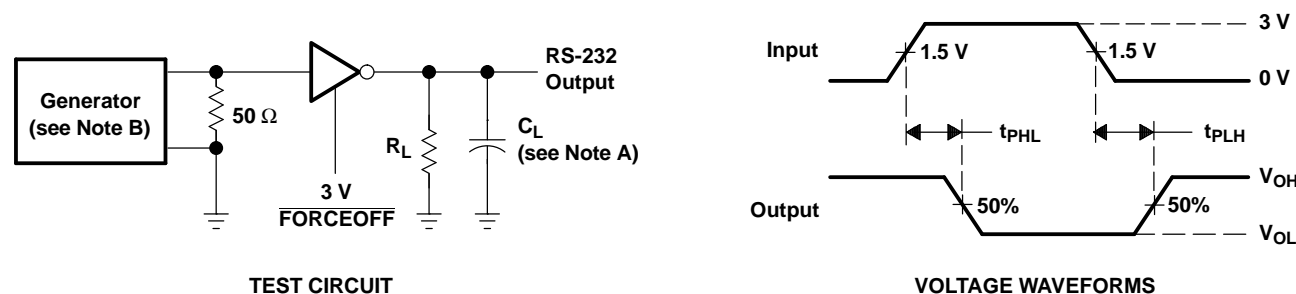 Generator
(see Note B)
50 Ω
3 V
FORCEOFF
R_L
C_L
(see Note A)
RS-232
Output
TEST CIRCUIT
Input
1.5 V
1.5 V
3 V
0 V
t_PHL
t_PLH
Output
50%
50%
V_OH
V_OL
VOLTAGE WAVEFORMS